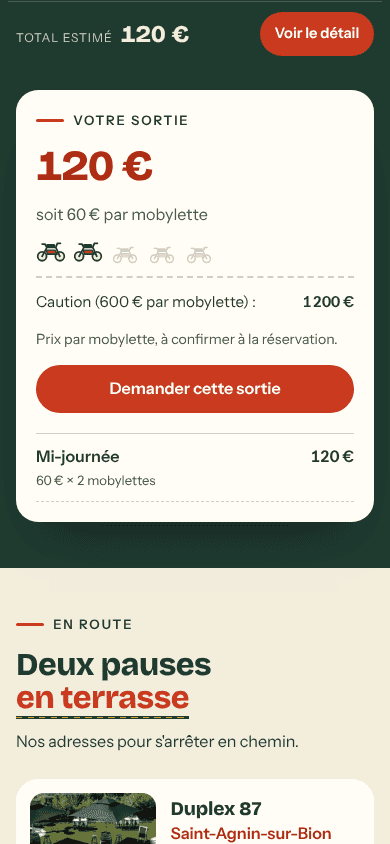 TOTAL ESTIMÉ 120 €
Voir le détail
VOTRE SORTIE
120 €
soit 60 € par mobylette
Caution (600 € par mobylette) : 1 200 €
Prix par mobylette, à confirmer à la réservation.
Demander cette sortie
Mi-journée 120 €
60 € × 2 mobylettes
EN ROUTE
Deux pauses
en terrasse
Nos adresses pour s'arrêter en chemin.
Duplex 87
Saint-Agnin-sur-Bion